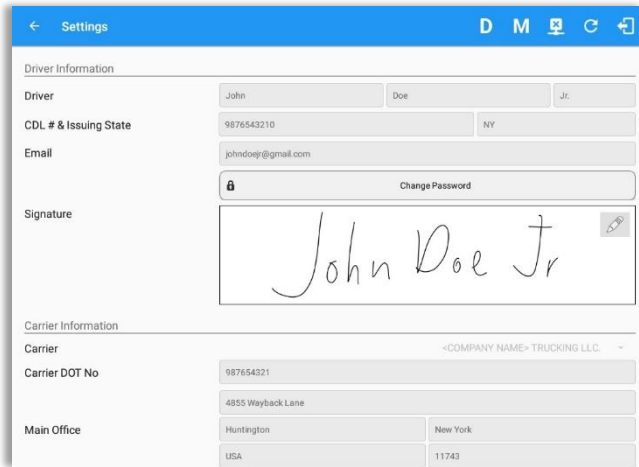 Settings D M
Driver Information
Driver John Doe Jr.
CDL # & Issuing State 9876543210 NY
Email johndoejr@gmail.com
Change Password
Signature John Doe Jr
Carrier Information
Carrier <COMPANY NAME> TRUCKING LLC.
Carrier DOT No 987654321
4855 Wayback Lane
Main Office Huntington New York
USA 11743